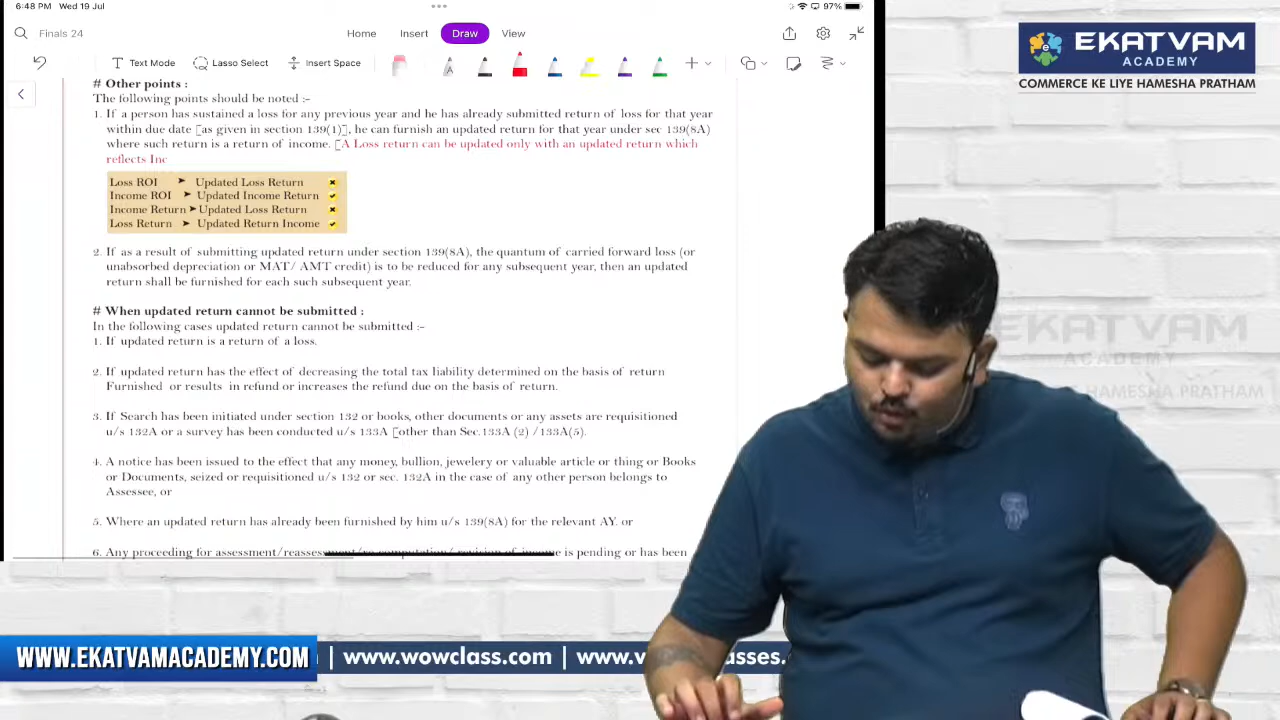 6:48 PM Wed 19 Jul
97%
Finals 24
Home Insert Draw View
Text Mode Lasso Select Insert Space
EKATVAM
ACADEMY
COMMERCE KE LIYE HAMESHA PRATHAM
# Other points :
The following points should be noted :-
1. If a person has sustained a loss for any previous year and he has already submitted return of loss for that year
within due date [as given in section 139(1)], he can furnish an updated return for that year under sec 139(8A)
where such return is a return of income. [A Loss return can be updated only with an updated return which
reflects Inc
Loss ROI ➤ Updated Loss Return
Income ROI ➤ Updated Income Return
Income Return ➤ Updated Loss Return
Loss Return ➤ Updated Return Income
2. If as a result of submitting updated return under section 139(8A), the quantum of carried forward loss (or
unabsorbed depreciation or MAT/ AMT credit) is to be reduced for any subsequent year, then an updated
return shall be furnished for each such subsequent year.
# When updated return cannot be submitted :
In the following cases updated return cannot be submitted :-
1. If updated return is a return of a loss.
2. If updated return has the effect of decreasing the total tax liability determined on the basis of return
Furnished or results in refund or increases the refund due on the basis of return.
3. If Search has been initiated under section 132 or books, other documents or any assets are requisitioned
u/s 132A or a survey has been conducted u/s 133A [other than Sec.133A (2) /133A(5).
4. A notice has been issued to the effect that any money, bullion, jewelery or valuable article or thing or Books
or Documents, seized or requisitioned u/s 132 or sec. 132A in the case of any other person belongs to
Assessee, or
5. Where an updated return has already been furnished by him u/s 139(8A) for the relevant AY. or
6. Any proceeding for assessment/reassessment/re computation/ revision of income is pending or has been
EKATVAM
ACADEMY
HAMESHA PRATHAM
WWW.EKATVAMACADEMY.COM
| www.wowclass.com | www.